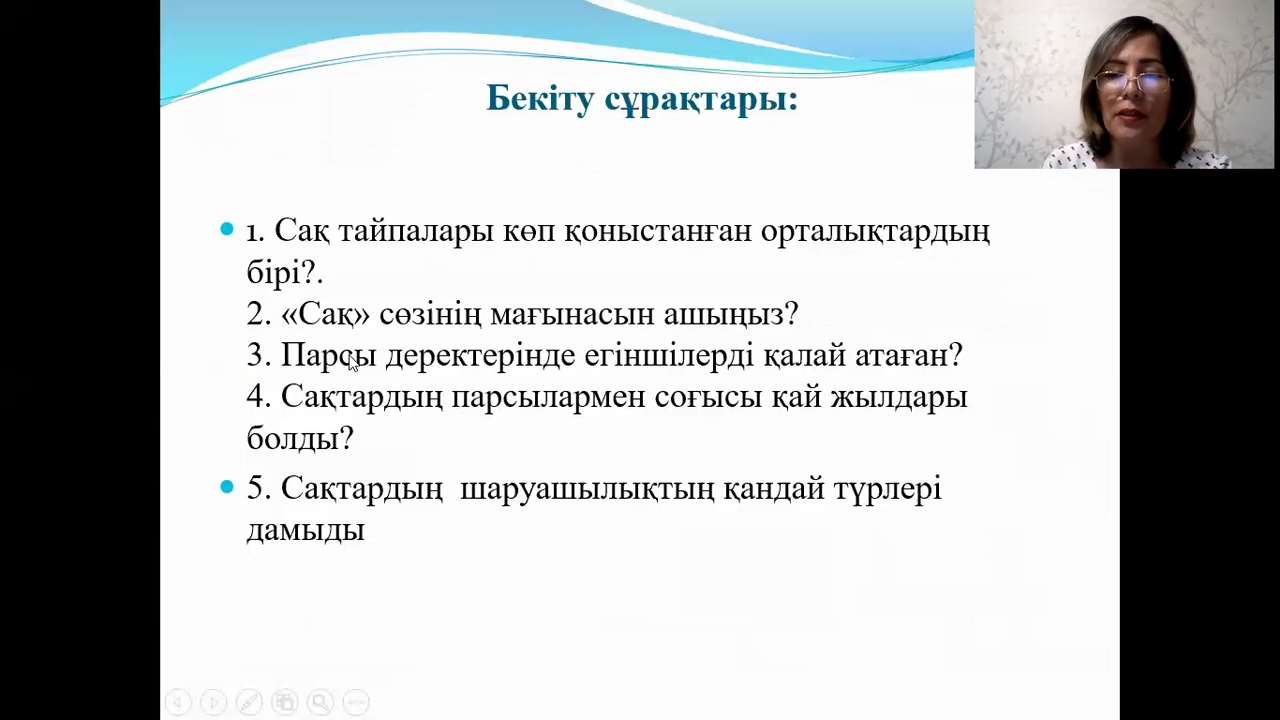 Бекіту сұрақтары:
1. Сақ тайпалары көп қоныстанған орталықтардың
бірі?.
2. «Сақ» сөзінің мағынасын ашыңыз?
3. Парсы деректерінде егіншілерді қалай атаған?
4. Сақтардың парсылармен соғысы қай жылдары
болды?
5. Сақтардың  шаруашылықтың қандай түрлері
дамыды